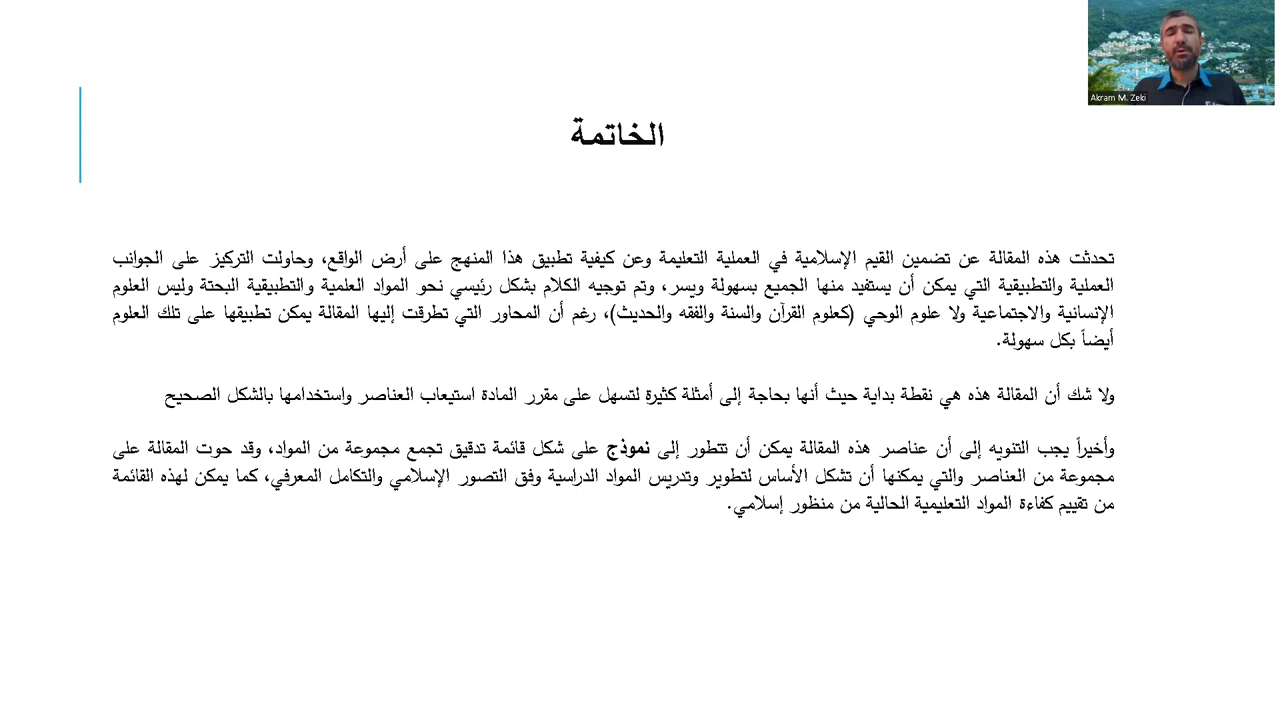 Akram M. Zeki
الخاتمة
تحدثت هذه المقالة عن تضمين القيم الإسلامية في العملية التعليمة وعن كيفية تطبيق هذا المنهج على أرض الواقع، وحاولت التركيز على الجوانب
العملية والتطبيقية التي يمكن أن يستفيد منها الجميع بسهولة ويسر، وتم توجيه الكلام بشكل رئيسي نحو المواد العلمية والتطبيقية البحتة وليس العلوم
الإنسانية والاجتماعية ولا علوم الوحي (كعلوم القرآن والسنة والفقه والحديث)، رغم أن المحاور التي تطرقت إليها المقالة يمكن تطبيقها على تلك العلوم
أيضاً بكل سهولة.
ولا شك أن المقالة هذه هي نقطة بداية حيث أنها بحاجة إلى أمثلة كثيرة لتسهل على مقرر المادة استيعاب العناصر واستخدامها بالشكل الصحيح
وأخيراً يجب التنويه إلى أن عناصر هذه المقالة يمكن أن تتطور إلى نموذج على شكل قائمة تدقيق تجمع مجموعة من المواد، وقد حوت المقالة على
مجموعة من العناصر والتي يمكنها أن تشكل الأساس لتطوير وتدريس المواد الدراسية وفق التصور الإسلامي والتكامل المعرفي، كما يمكن لهذه القائمة
من تقييم كفاءة المواد التعليمية الحالية من منظور إسلامي.